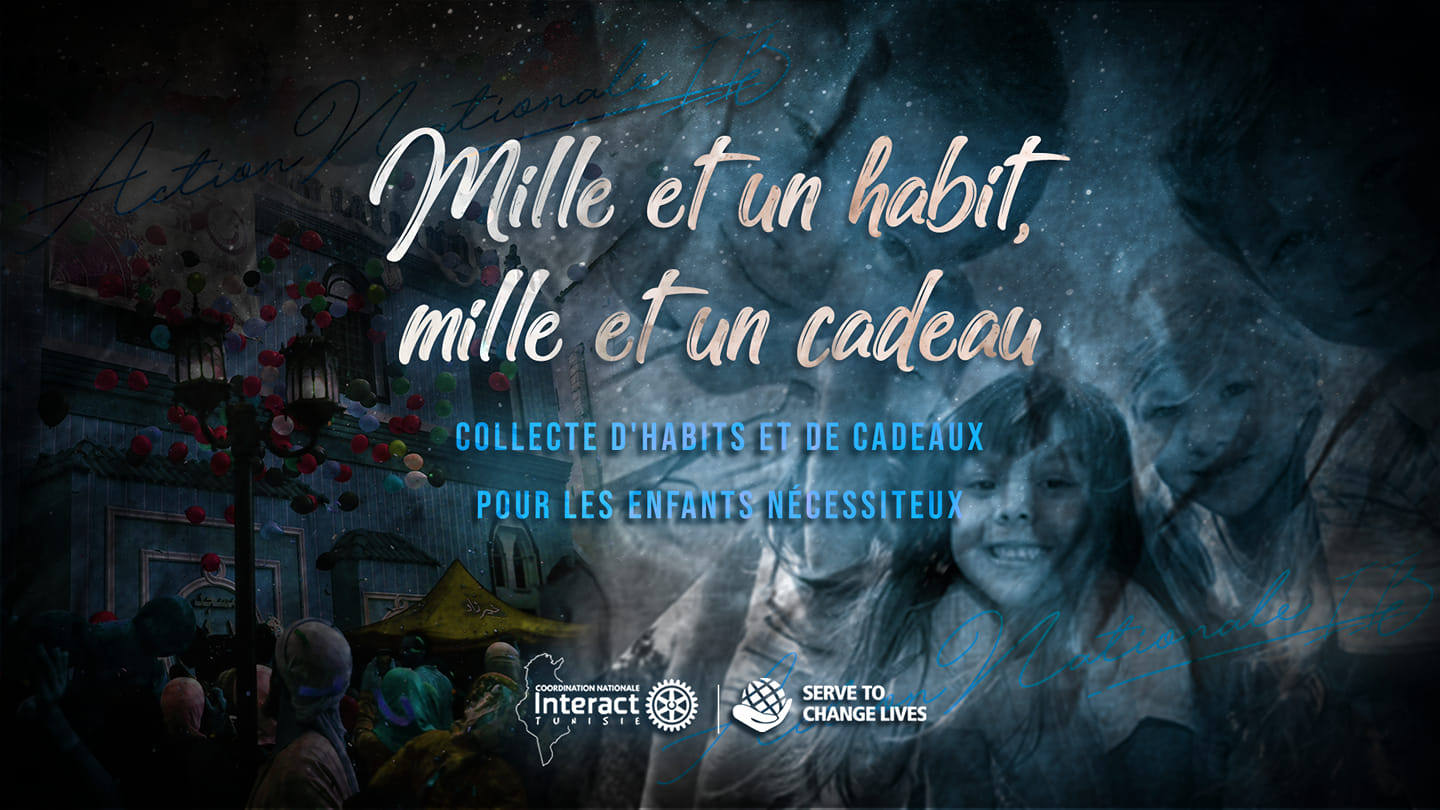 Action Nationale
Mille et un habit,
mille et un cadeau
COLLECTE D'HABITS ET DE CADEAUX
POUR LES ENFANTS NÉCESSITEUX
Action Nationale
COORDINATION NATIONALE
Interact
TUNISIE
SERVE TO
CHANGE LIVES